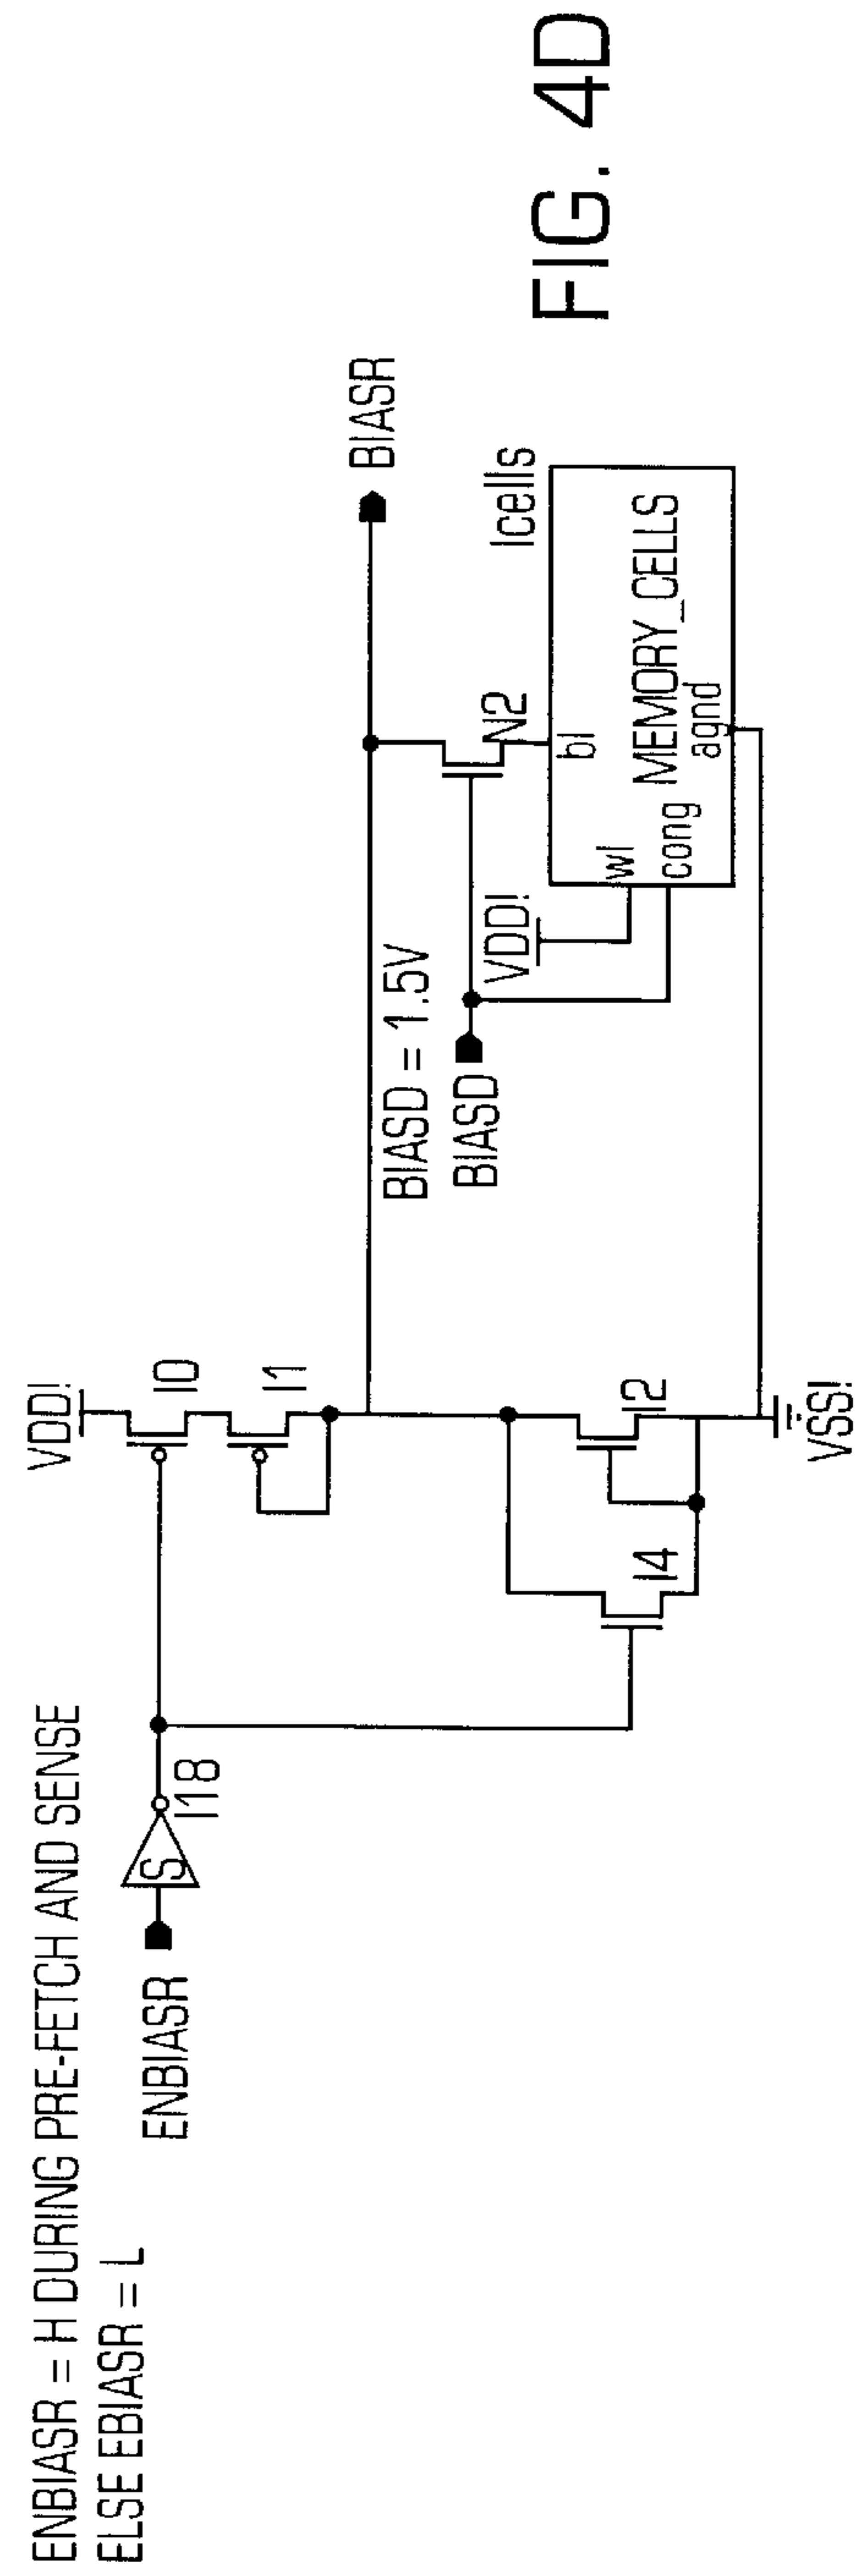 ENBIASR = H DURING PRE-FETCH AND SENSE
ELSE EBIASR = L
ENBIASR
S
I18
VDD!
I0
I1
I4
I2
VSS!
BIASR
BIASD = 1.5V
BIASD
VDD!
N2
Icells
wl
cong
bl
MEMORY_CELLS
agnd
FIG. 4D